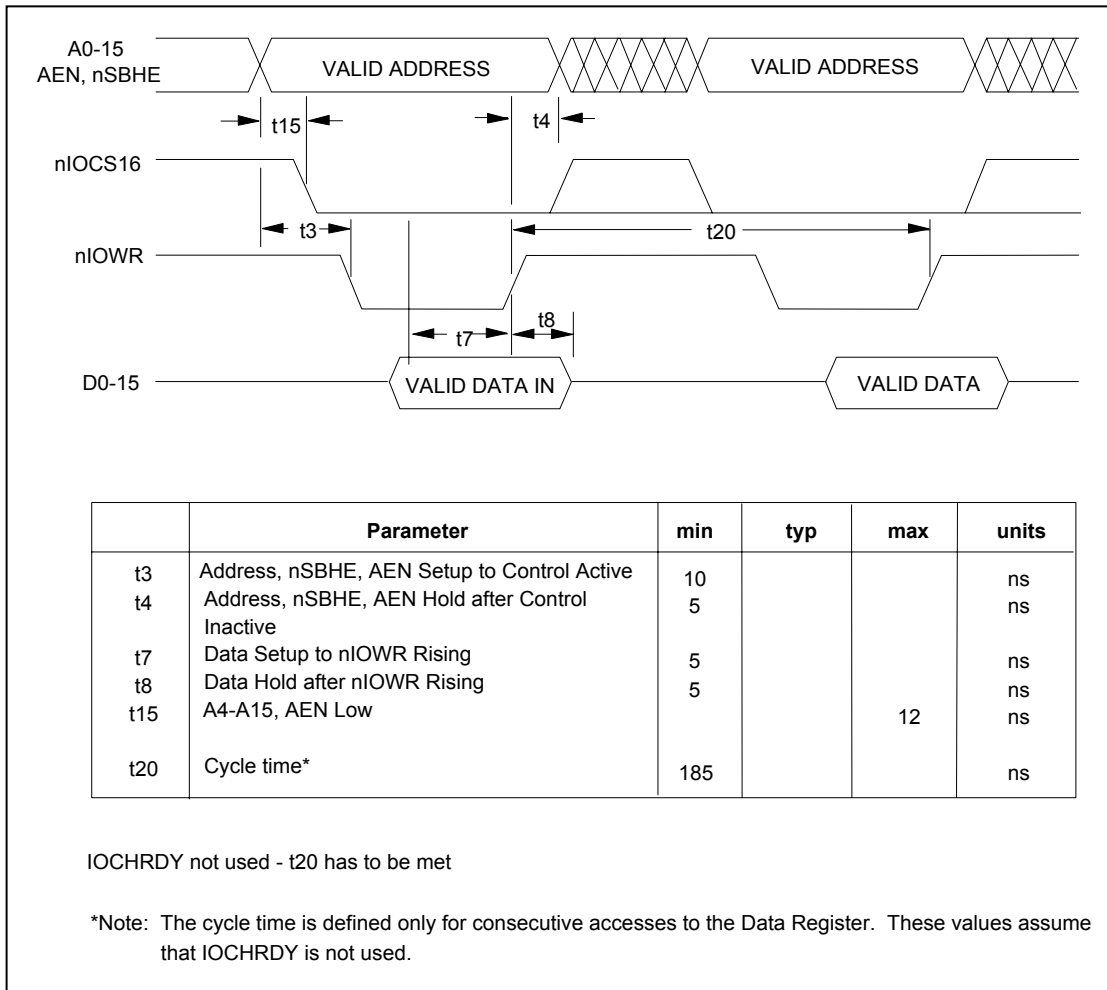 A0-15
AEN, nSBHE
VALID ADDRESS
VALID ADDRESS
t15
t4
nIOCS16
t3
t20
nIOWR
t7
t8
D0-15
VALID DATA IN
VALID DATA
Parameter min typ max units
t3 Address, nSBHE, AEN Setup to Control Active 10 ns
t4 Address, nSBHE, AEN Hold after Control 5 ns
Inactive
t7 Data Setup to nIOWR Rising 5 ns
t8 Data Hold after nIOWR Rising 5 ns
t15 A4-A15, AEN Low 12 ns
t20 Cycle time* 185 ns
IOCHRDY not used - t20 has to be met
*Note: The cycle time is defined only for consecutive accesses to the Data Register. These values assume
that IOCHRDY is not used.